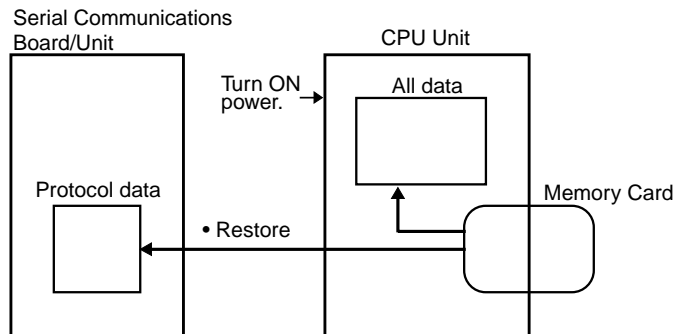 Serial Communications
Board/Unit
CPU Unit
Turn ON
power.
All data
Protocol data
Memory Card
• Restore